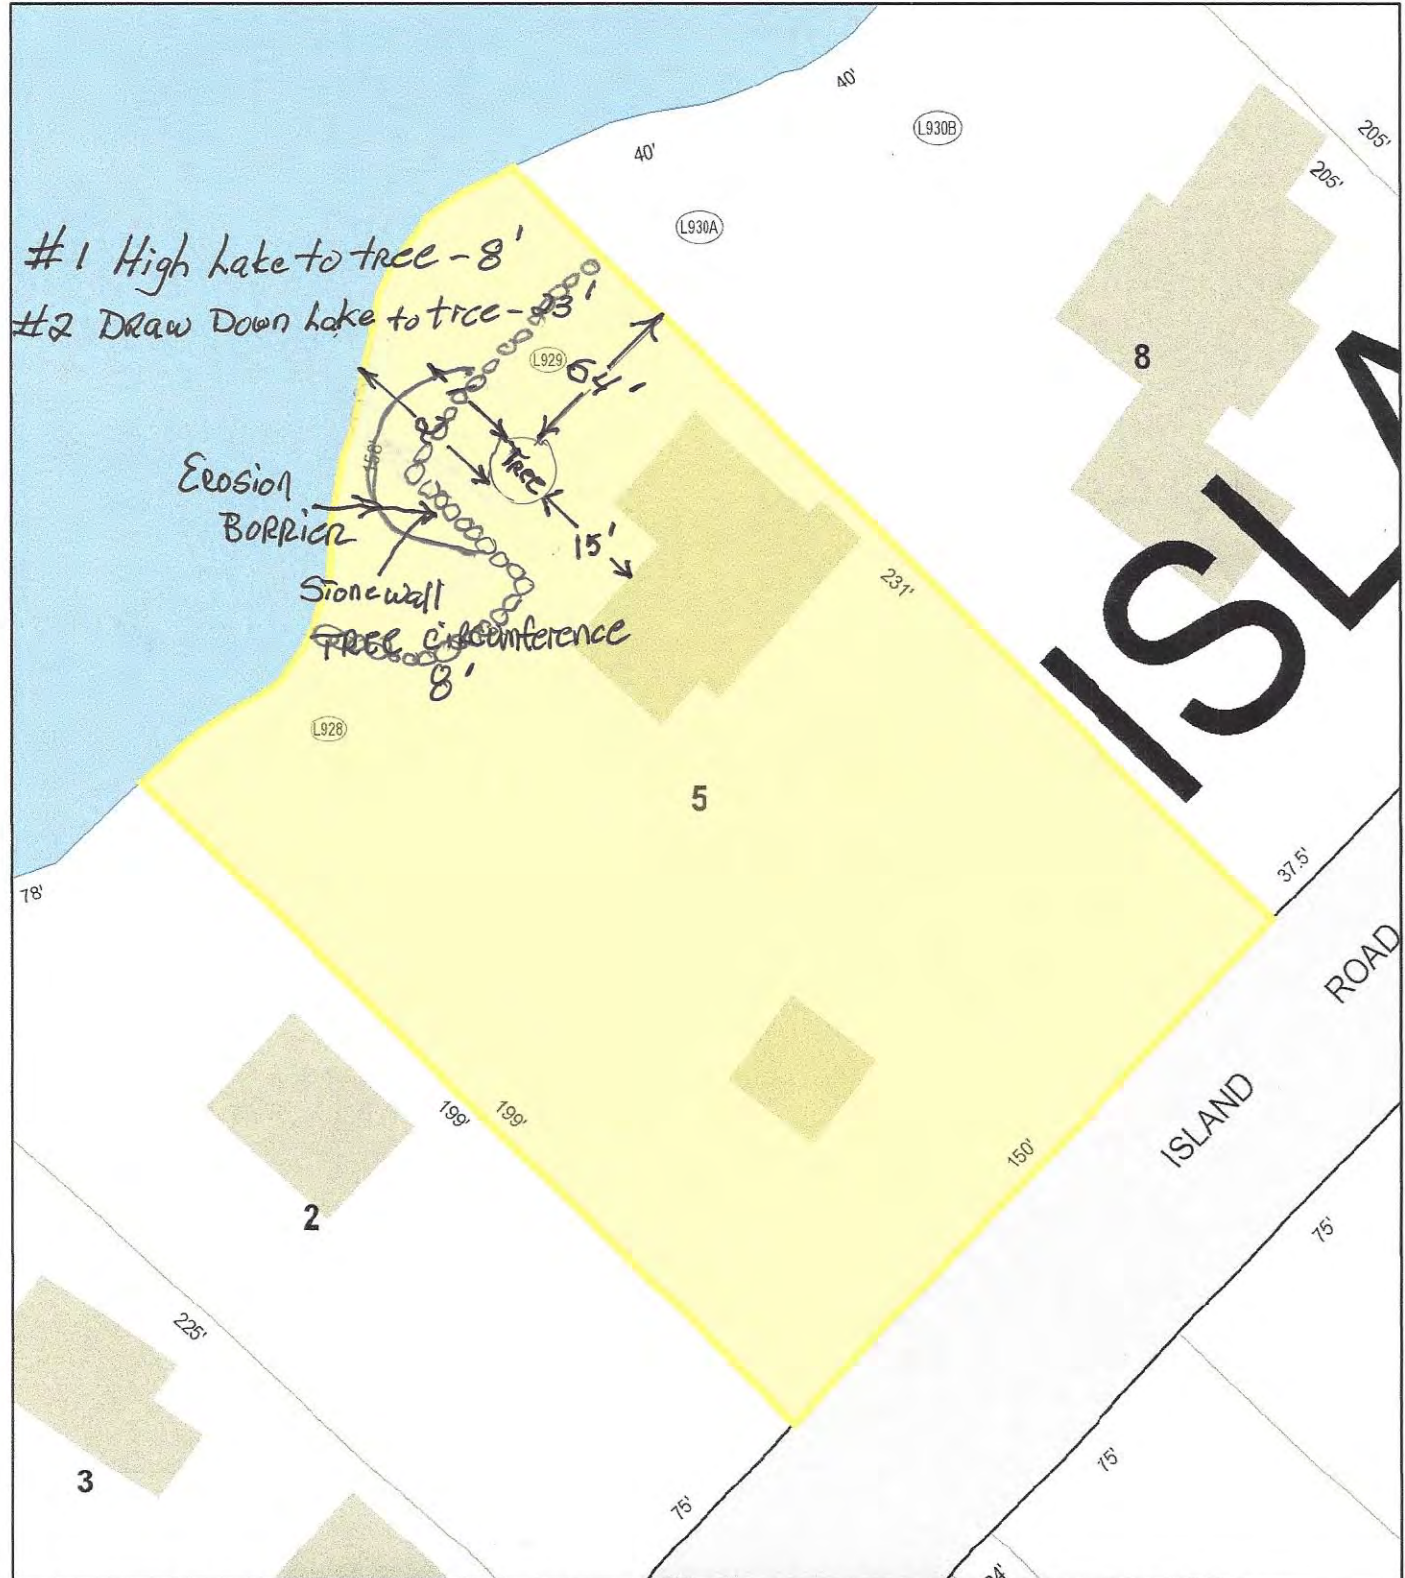 40'
40'
L930B
205'
205'
L930A
#1 High Lake to tree - 8'
#2 Draw Down Lake to tree - 23'
L929
64'
8
ISLA
158'
Tree
Erosion
Borrier
15'
Stonewall
231'
Tree Circumference
8'
L928
5
37.5'
78'
ISLAND ROAD
199'
199'
150'
2
75'
225'
3
75'
75'